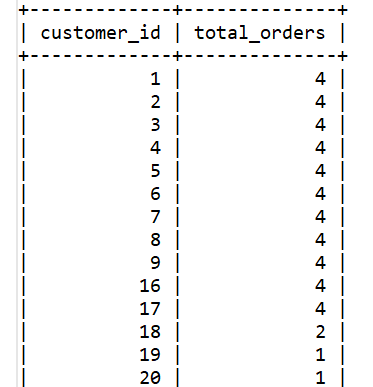 +-------------+--------------+
| customer_id | total_orders |
+-------------+--------------+
|           1 |            4 |
|           2 |            4 |
|           3 |            4 |
|           4 |            4 |
|           5 |            4 |
|           6 |            4 |
|           7 |            4 |
|           8 |            4 |
|           9 |            4 |
|          16 |            4 |
|          17 |            4 |
|          18 |            2 |
|          19 |            1 |
|          20 |            1 |